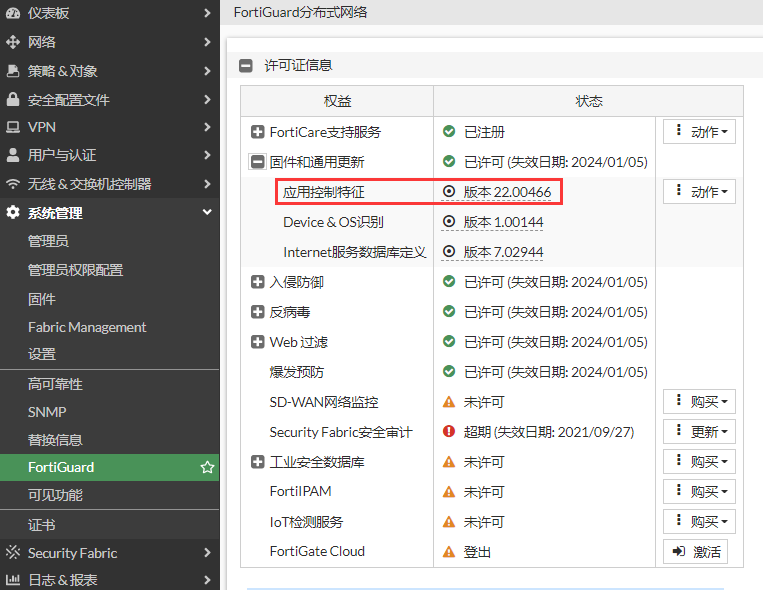 仪表板
网络
策略 & 对象
安全配置文件
VPN
用户与认证
无线 & 交换机控制器
系统管理
管理员
管理员权限配置
固件
Fabric Management
设置
高可靠性
SNMP
替换信息
FortiGuard
可见功能
证书
Security Fabric
日志 & 报表
FortiGuard分布式网络
许可证信息
权益 状态
FortiCare支持服务 已注册 动作
固件和通用更新 已许可 (失效日期: 2024/01/05)
应用控制特征 版本 22.00466 动作
Device & OS识别 版本 1.00144
Internet服务数据库定义 版本 7.02944
入侵防御 已许可 (失效日期: 2024/01/05)
反病毒 已许可 (失效日期: 2024/01/05)
Web 过滤 已许可 (失效日期: 2024/01/05)
爆发预防 已许可 (失效日期: 2024/01/05)
SD-WAN网络监控 未许可 购买
Security Fabric安全审计 超期 (失效日期: 2021/09/27) 更新
工业安全数据库 未许可 购买
FortiIPAM 未许可 购买
IoT检测服务 未许可 购买
FortiGate Cloud 登出 激活